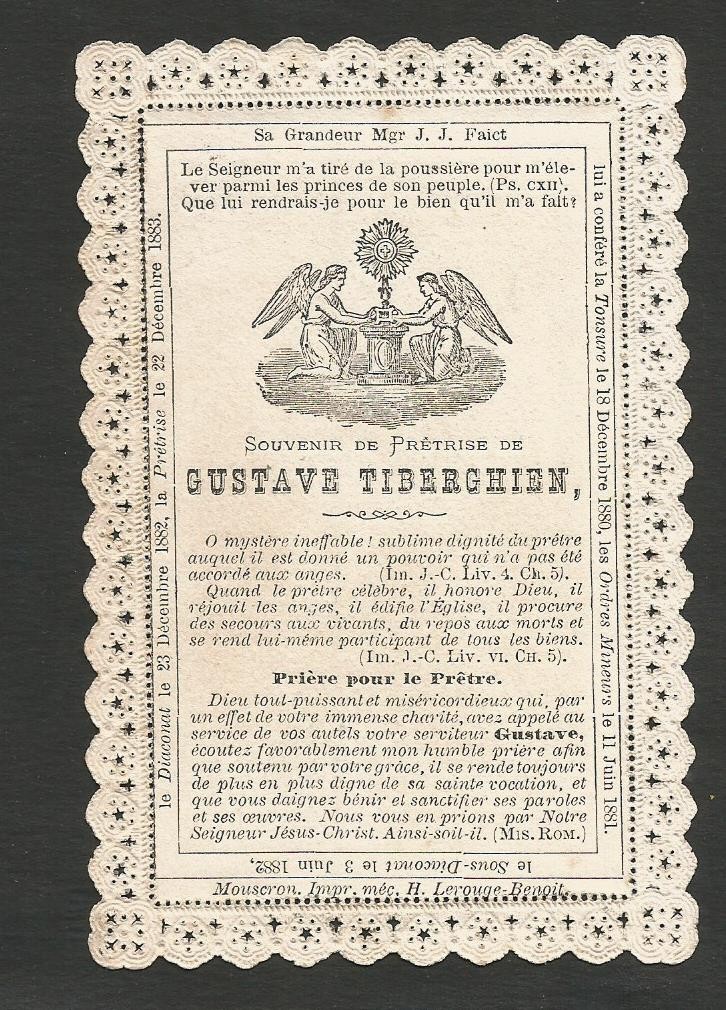 Sa Grandeur Mgr J. J. Faict
lui a conféré la Tonsure le 18 Décembre 1880, les Ordres Mineurs le 11 Juin 1881.
le Sous-Diaconat le 3 Juin 1882,
le Diaconat le 23 Décembre 1882, la Prêtrise le 22 Décembre 1883.
Le Seigneur m'a tiré de la poussière pour m'éle-
ver parmi les princes de son peuple. (Ps. CXII).
Que lui rendrais-je pour le bien qu'il m'a fait?
Souvenir de Prêtrise de
GUSTAVE TIBERGHIEN,
O mystère ineffable ! sublime dignité du prêtre
auquel il est donné un pouvoir qui n'a pas été
accordé aux anges. (Im. J.-C. Liv. 4. Ch. 5).
Quand le prêtre célèbre, il honore Dieu, il
réjouit les anges, il édifie l'Église, il procure
des secours aux vivants, du repos aux morts et
se rend lui-même participant de tous les biens.
(Im. J.-C. Liv. VI. Ch. 5).
Prière pour le Prêtre.
Dieu tout-puissant et miséricordieux qui, par
un effet de votre immense charité, avez appelé au
service de vos autels votre serviteur Gustave,
écoutez favorablement mon humble prière afin
que soutenu par votre grâce, il se rende toujours
de plus en plus digne de sa sainte vocation, et
que vous daignez bénir et sanctifier ses paroles
et ses œuvres. Nous vous en prions par Notre
Seigneur Jésus-Christ. Ainsi-soit-il. (Mis. Rom.)
Mouscron. Impr. méc. H. Lerouge-Benoit.